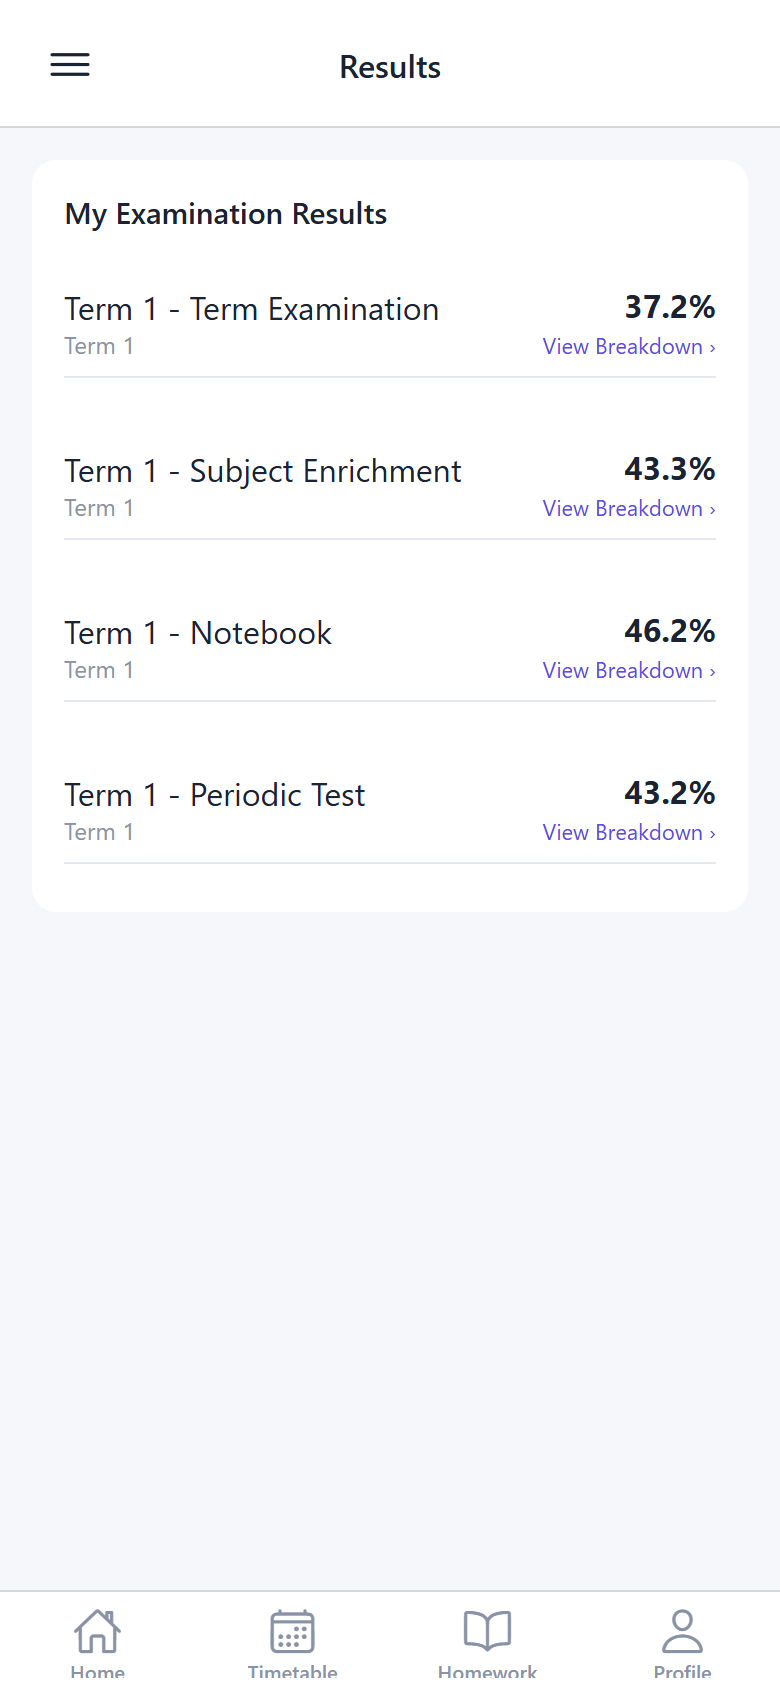 Results
My Examination Results
Term 1 - Term Examination
37.2%
Term 1
View Breakdown ›
Term 1 - Subject Enrichment
43.3%
Term 1
View Breakdown ›
Term 1 - Notebook
46.2%
Term 1
View Breakdown ›
Term 1 - Periodic Test
43.2%
Term 1
View Breakdown ›
Home
Timetable
Homework
Profile